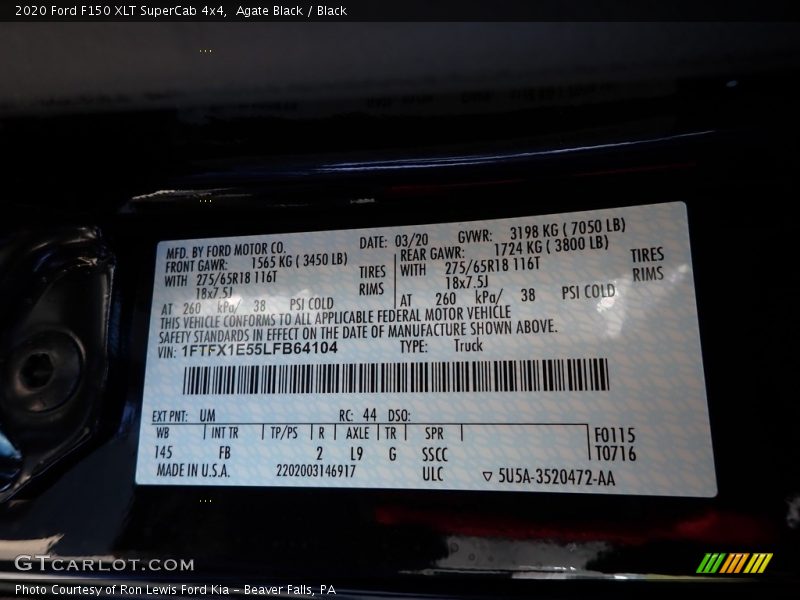 2020 Ford F150 XLT SuperCab 4x4, Agate Black / Black
MFD. BY FORD MOTOR CO. DATE: 03/20 GVWR: 3198 KG ( 7050 LB)
FRONT GAWR: 1565 KG ( 3450 LB) REAR GAWR: 1724 KG ( 3800 LB)
WITH 275/65R18 116T TIRES WITH 275/65R18 116T TIRES
18x7.5J RIMS 18x7.5J RIMS
AT 260 kPa/ 38 PSI COLD AT 260 kPa/ 38 PSI COLD
THIS VEHICLE CONFORMS TO ALL APPLICABLE FEDERAL MOTOR VEHICLE
SAFETY STANDARDS IN EFFECT ON THE DATE OF MANUFACTURE SHOWN ABOVE.
VIN: 1FTFX1E55LFB64104 TYPE: Truck
EXT PNT: UM RC: 44 DSO:
WB INT TR TP/PS R AXLE TR SPR F0115
145 FB 2 L9 G SSCC T0716
MADE IN U.S.A. 2202003146917 ULC ▽ 5U5A-3520472-AA
GTCARLOT.COM
Photo Courtesy of Ron Lewis Ford Kia - Beaver Falls, PA